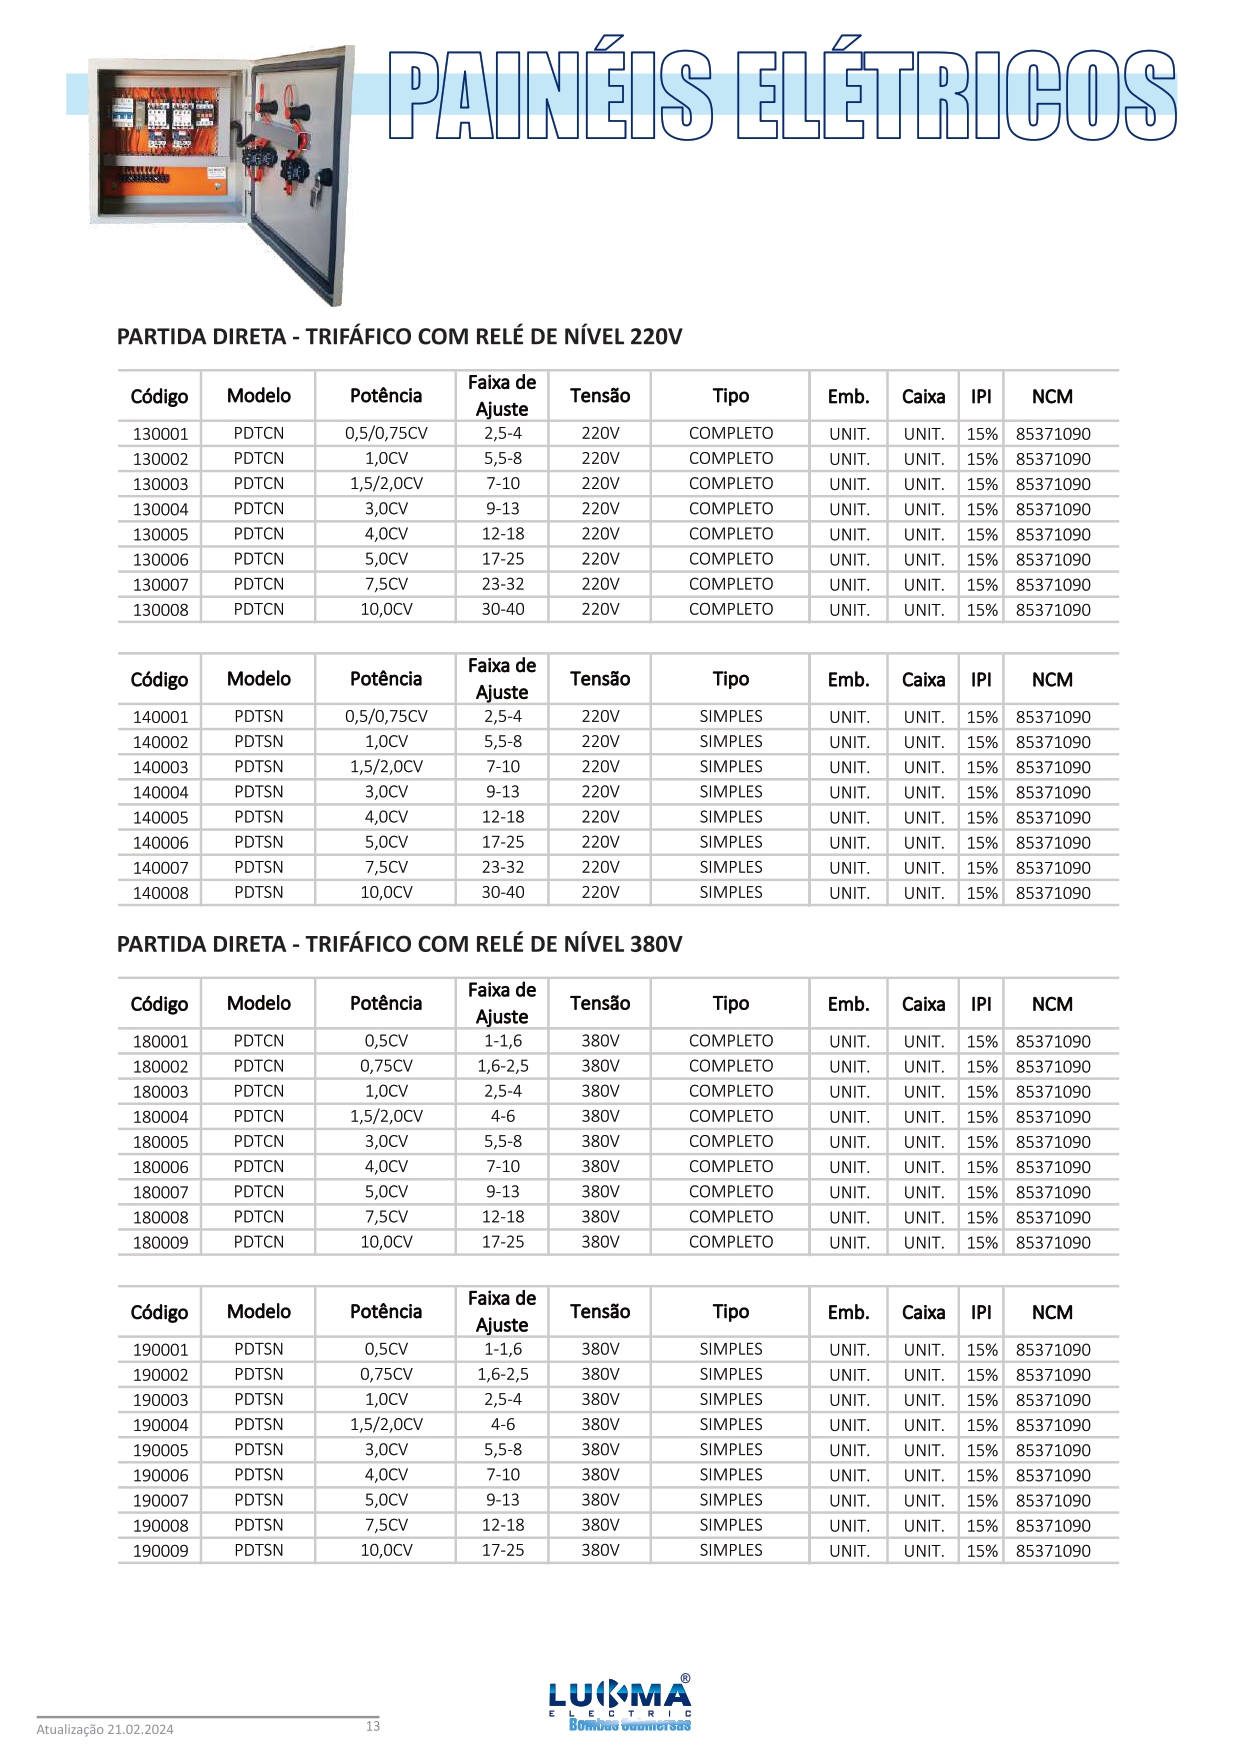 PAINÉIS ELÉTRICOS
PARTIDA DIRETA - TRIFÁFICO COM RELÉ DE NÍVEL 220V
Código Modelo Potência Faixa de Ajuste Tensão Tipo Emb. Caixa IPI NCM
130001 PDTCN 0,5/0,75CV 2,5-4 220V COMPLETO UNIT. UNIT. 15% 85371090
130002 PDTCN 1,0CV 5,5-8 220V COMPLETO UNIT. UNIT. 15% 85371090
130003 PDTCN 1,5/2,0CV 7-10 220V COMPLETO UNIT. UNIT. 15% 85371090
130004 PDTCN 3,0CV 9-13 220V COMPLETO UNIT. UNIT. 15% 85371090
130005 PDTCN 4,0CV 12-18 220V COMPLETO UNIT. UNIT. 15% 85371090
130006 PDTCN 5,0CV 17-25 220V COMPLETO UNIT. UNIT. 15% 85371090
130007 PDTCN 7,5CV 23-32 220V COMPLETO UNIT. UNIT. 15% 85371090
130008 PDTCN 10,0CV 30-40 220V COMPLETO UNIT. UNIT. 15% 85371090
Código Modelo Potência Faixa de Ajuste Tensão Tipo Emb. Caixa IPI NCM
140001 PDTSN 0,5/0,75CV 2,5-4 220V SIMPLES UNIT. UNIT. 15% 85371090
140002 PDTSN 1,0CV 5,5-8 220V SIMPLES UNIT. UNIT. 15% 85371090
140003 PDTSN 1,5/2,0CV 7-10 220V SIMPLES UNIT. UNIT. 15% 85371090
140004 PDTSN 3,0CV 9-13 220V SIMPLES UNIT. UNIT. 15% 85371090
140005 PDTSN 4,0CV 12-18 220V SIMPLES UNIT. UNIT. 15% 85371090
140006 PDTSN 5,0CV 17-25 220V SIMPLES UNIT. UNIT. 15% 85371090
140007 PDTSN 7,5CV 23-32 220V SIMPLES UNIT. UNIT. 15% 85371090
140008 PDTSN 10,0CV 30-40 220V SIMPLES UNIT. UNIT. 15% 85371090
PARTIDA DIRETA - TRIFÁFICO COM RELÉ DE NÍVEL 380V
Código Modelo Potência Faixa de Ajuste Tensão Tipo Emb. Caixa IPI NCM
180001 PDTCN 0,5CV 1-1,6 380V COMPLETO UNIT. UNIT. 15% 85371090
180002 PDTCN 0,75CV 1,6-2,5 380V COMPLETO UNIT. UNIT. 15% 85371090
180003 PDTCN 1,0CV 2,5-4 380V COMPLETO UNIT. UNIT. 15% 85371090
180004 PDTCN 1,5/2,0CV 4-6 380V COMPLETO UNIT. UNIT. 15% 85371090
180005 PDTCN 3,0CV 5,5-8 380V COMPLETO UNIT. UNIT. 15% 85371090
180006 PDTCN 4,0CV 7-10 380V COMPLETO UNIT. UNIT. 15% 85371090
180007 PDTCN 5,0CV 9-13 380V COMPLETO UNIT. UNIT. 15% 85371090
180008 PDTCN 7,5CV 12-18 380V COMPLETO UNIT. UNIT. 15% 85371090
180009 PDTCN 10,0CV 17-25 380V COMPLETO UNIT. UNIT. 15% 85371090
Código Modelo Potência Faixa de Ajuste Tensão Tipo Emb. Caixa IPI NCM
190001 PDTSN 0,5CV 1-1,6 380V SIMPLES UNIT. UNIT. 15% 85371090
190002 PDTSN 0,75CV 1,6-2,5 380V SIMPLES UNIT. UNIT. 15% 85371090
190003 PDTSN 1,0CV 2,5-4 380V SIMPLES UNIT. UNIT. 15% 85371090
190004 PDTSN 1,5/2,0CV 4-6 380V SIMPLES UNIT. UNIT. 15% 85371090
190005 PDTSN 3,0CV 5,5-8 380V SIMPLES UNIT. UNIT. 15% 85371090
190006 PDTSN 4,0CV 7-10 380V SIMPLES UNIT. UNIT. 15% 85371090
190007 PDTSN 5,0CV 9-13 380V SIMPLES UNIT. UNIT. 15% 85371090
190008 PDTSN 7,5CV 12-18 380V SIMPLES UNIT. UNIT. 15% 85371090
190009 PDTSN 10,0CV 17-25 380V SIMPLES UNIT. UNIT. 15% 85371090
LUKMA®
ELECTRIC
Bombas Submersas
Atualização 21.02.2024 13